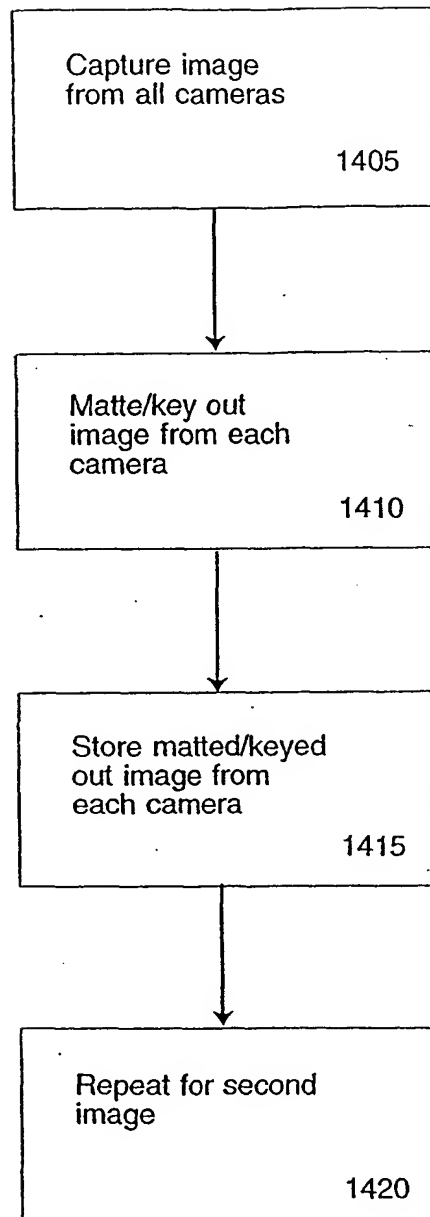 Capture image
from all cameras
1405
Matte/key out
image from each
camera
1410
Store matted/keyed
out image from
each camera
1415
Repeat for second
image
1420